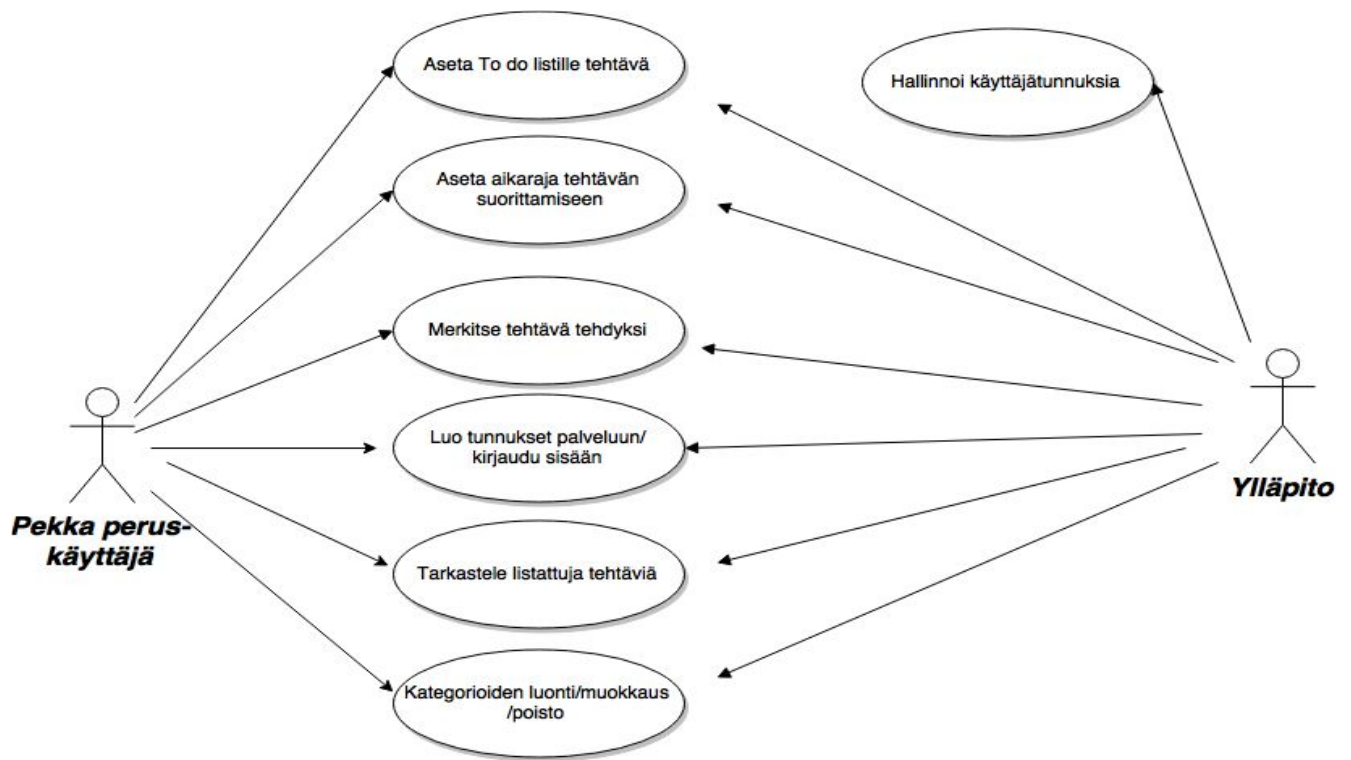 Aseta To do listille tehtävä
Hallinnoi käyttäjätunnuksia
Aseta aikaraja tehtävän
suorittamiseen
Merkitse tehtävä tehdyksi
Luo tunnukset palveluun/
kirjaudu sisään
Pekka perus-
käyttäjä
Ylläpito
Tarkastele listattuja tehtäviä
Kategorioiden luonti/muokkaus
/poisto